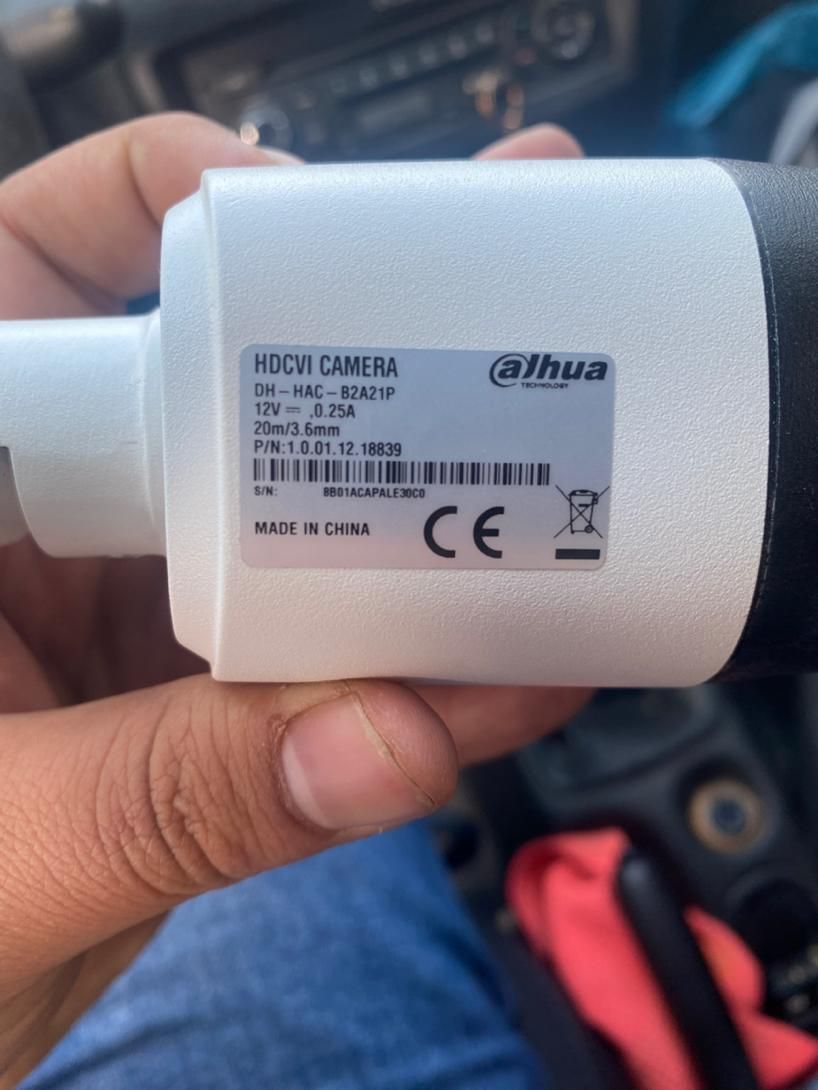 HDCVI CAMERA
alhua
TECHNOLOGY
DH-HAC-B2A21P
12V ⎓ ,0.25A
20m/3.6mm
P/N:1.0.01.12.18839
S/N: 8B01ACAPALE30C0
MADE IN CHINA
CE